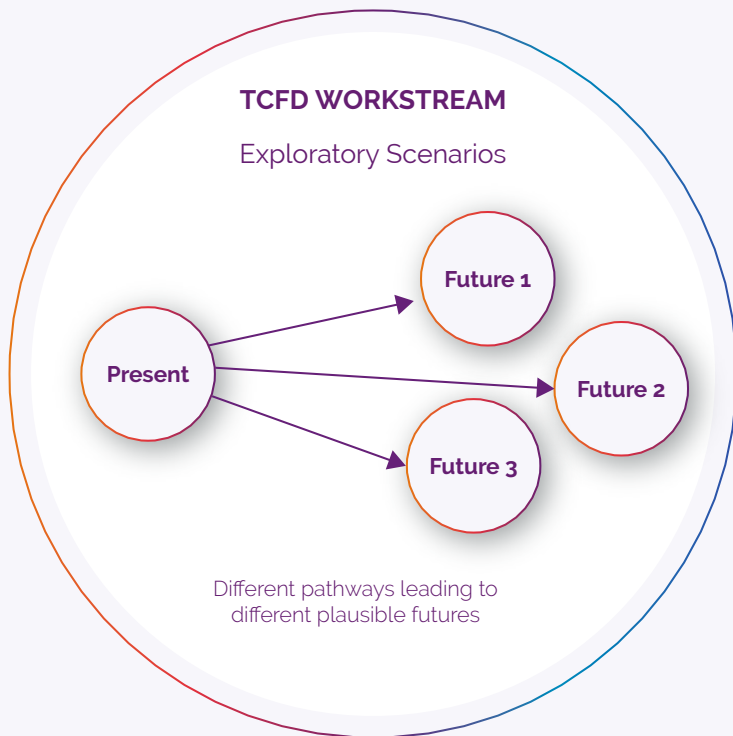 TCFD WORKSTREAM
Exploratory Scenarios
Future 1
Present
Future 2
Future 3
Different pathways leading to
different plausible futures